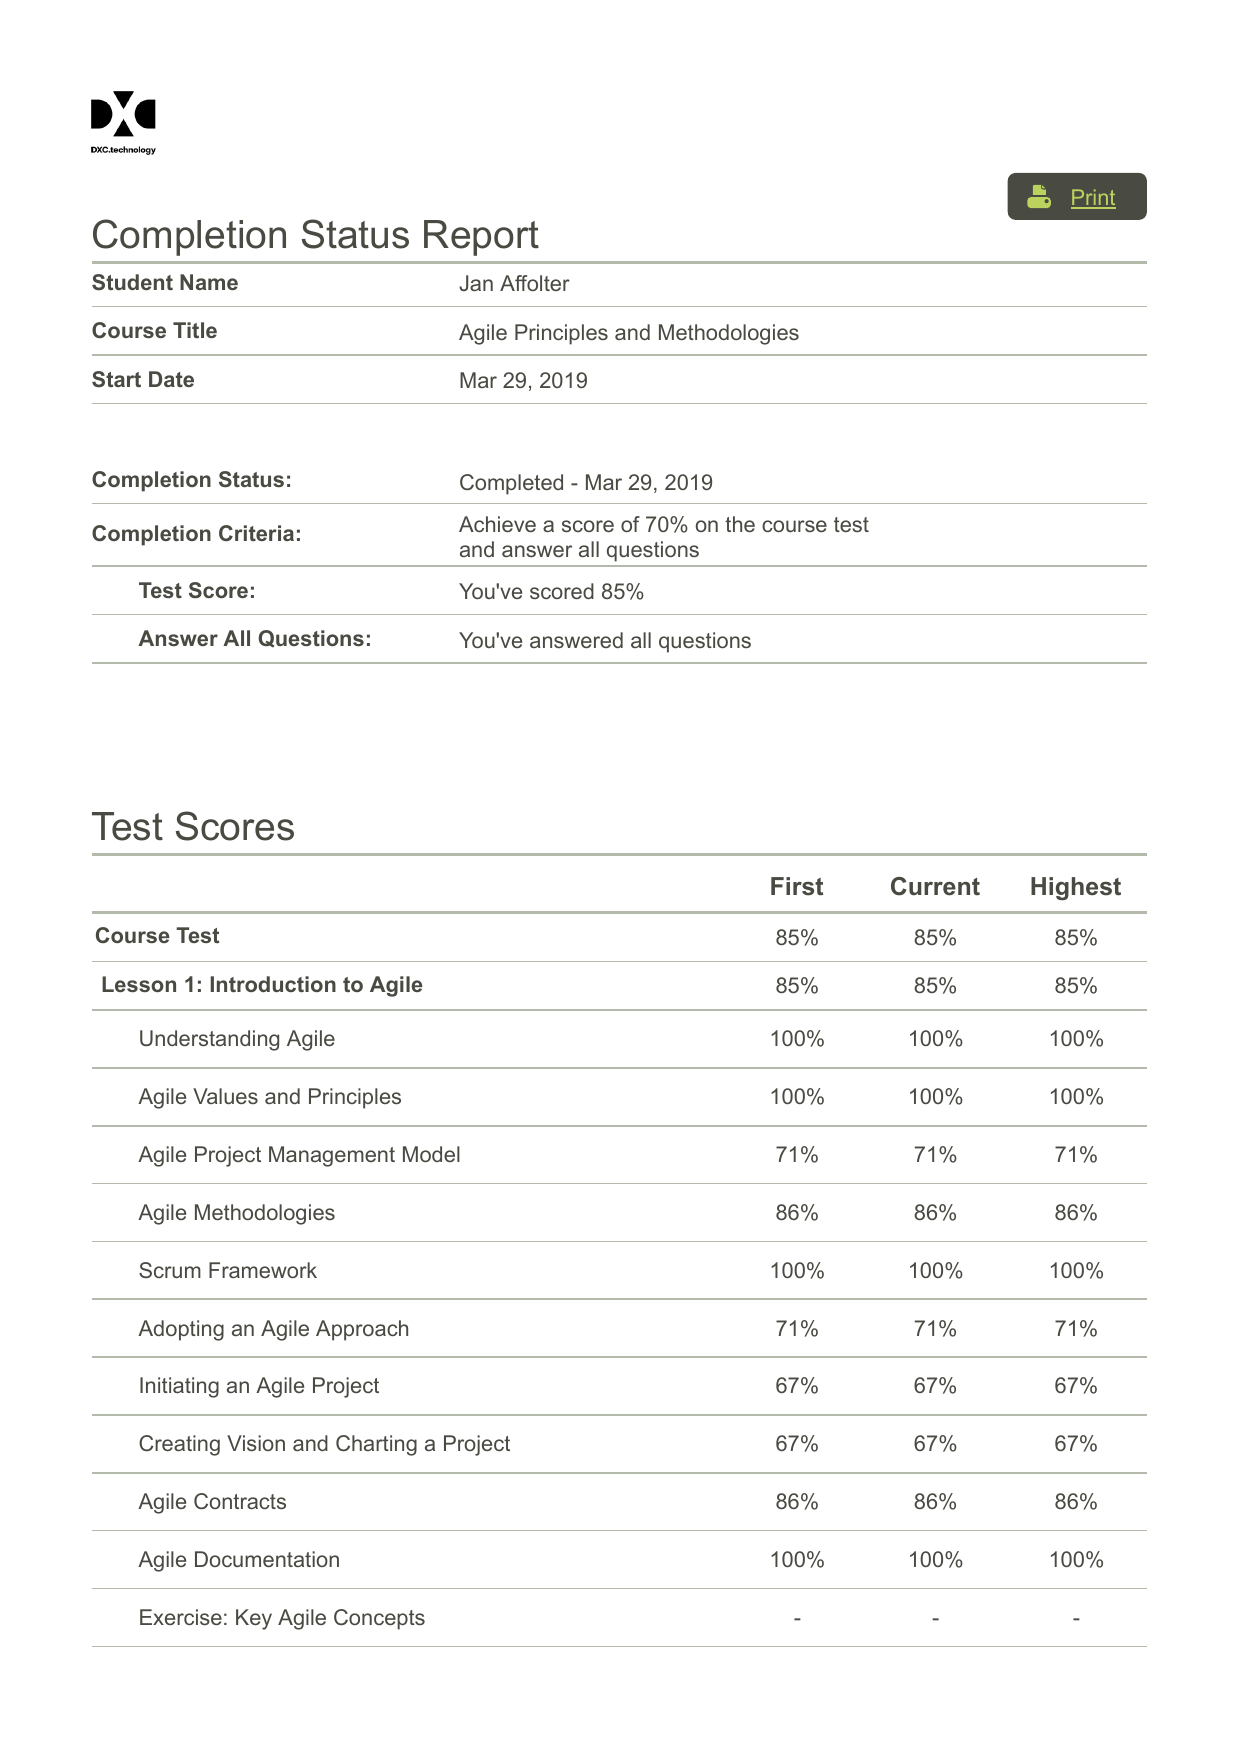 DXC.technology
Print
Completion Status Report
Student Name Jan Affolter
Course Title Agile Principles and Methodologies
Start Date Mar 29, 2019
Completion Status: Completed - Mar 29, 2019
Completion Criteria: Achieve a score of 70% on the course test
and answer all questions
Test Score: You've scored 85%
Answer All Questions: You've answered all questions
Test Scores
First Current Highest
Course Test 85% 85% 85%
Lesson 1: Introduction to Agile 85% 85% 85%
Understanding Agile 100% 100% 100%
Agile Values and Principles 100% 100% 100%
Agile Project Management Model 71% 71% 71%
Agile Methodologies 86% 86% 86%
Scrum Framework 100% 100% 100%
Adopting an Agile Approach 71% 71% 71%
Initiating an Agile Project 67% 67% 67%
Creating Vision and Charting a Project 67% 67% 67%
Agile Contracts 86% 86% 86%
Agile Documentation 100% 100% 100%
Exercise: Key Agile Concepts - - -